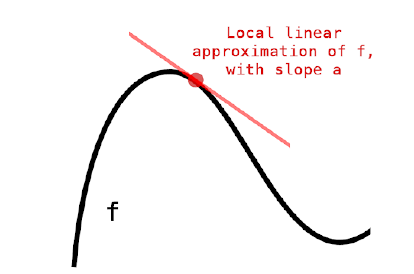 Local linear
approximation of f,
with slope a
f